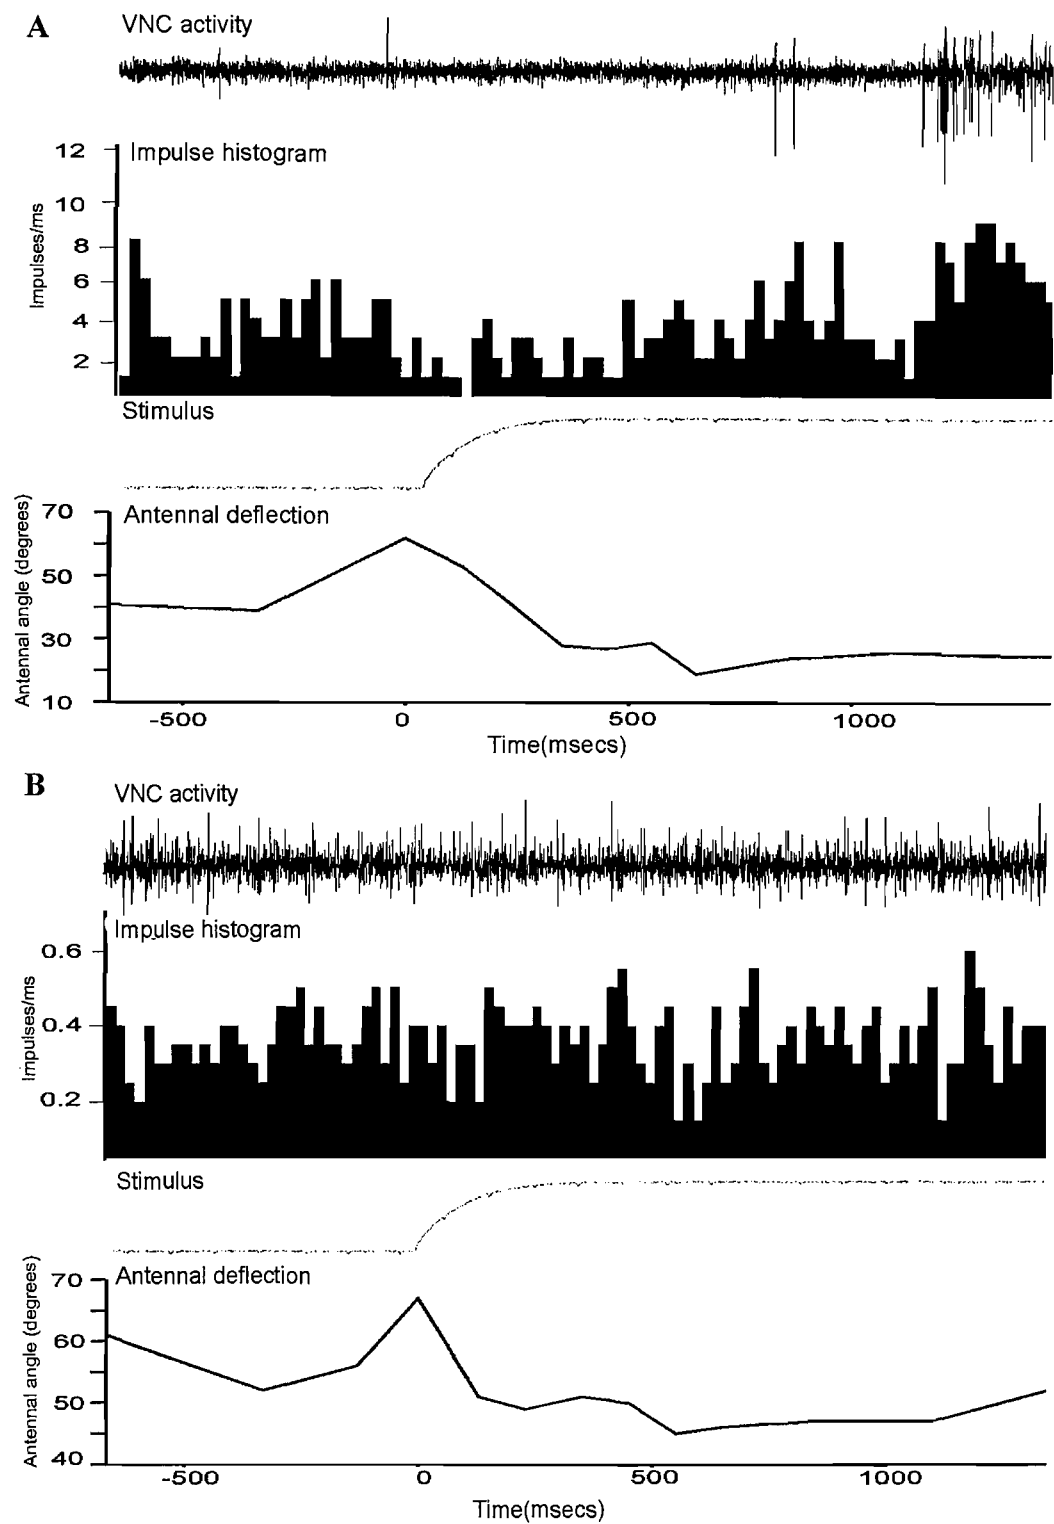 A
VNC activity
Impulse histogram
12
10
8
6
4
2
Impulses/ms
Stimulus
Antennal deflection
70
50
30
10
Antennal angle (degrees)
-500
0
500
1000
Time(msecs)
B
VNC activity
Impulse histogram
0.6
0.4
0.2
Impulses/ms
Stimulus
Antennal deflection
70
60
50
40
Antennal angle (degrees)
-500
0
500
1000
Time(msecs)